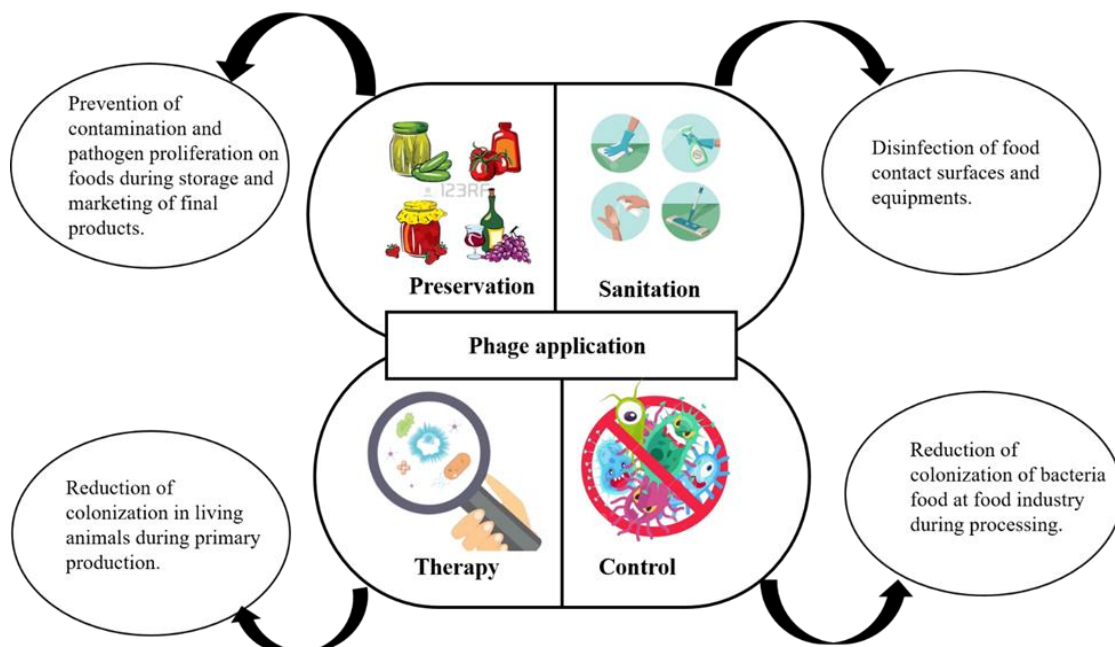 Prevention of
contamination and
pathogen proliferation on
foods during storage and
marketing of final
products.
Disinfection of food
contact surfaces and
equipments.
123RF
Preservation
Sanitation
Phage application
Therapy
Control
Reduction of
colonization in living
animals during primary
production.
Reduction of
colonization of bacteria
food at food industry
during processing.